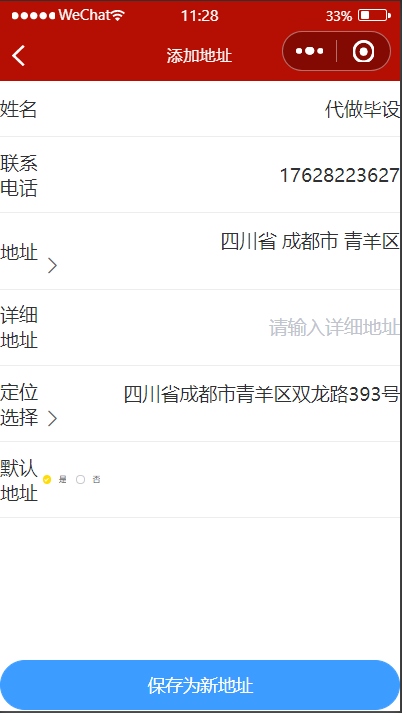 WeChat 11:28 33%
添加地址
姓名 代做毕设
联系
电话 17628223627
地址 四川省 成都市 青羊区
详细
地址 请输入详细地址
定位
选择 四川省成都市青羊区双龙路393号
默认
地址 是 否
保存为新地址